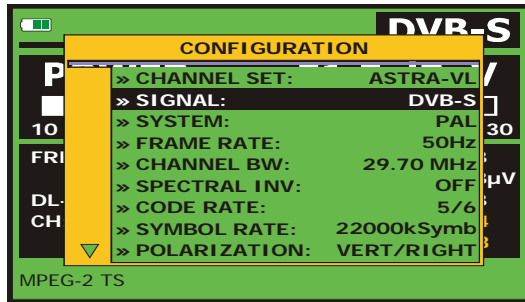 DVB-S
CONFIGURATION
» CHANNEL SET: ASTRA-VL
» SIGNAL: DVB-S
» SYSTEM: PAL
» FRAME RATE: 50Hz
» CHANNEL BW: 29.70 MHz
» SPECTRAL INV: OFF
» CODE RATE: 5/6
» SYMBOL RATE: 22000kSymb
» POLARIZATION: VERT/RIGHT
10 30
µV
DL-
CH
MPEG-2 TS